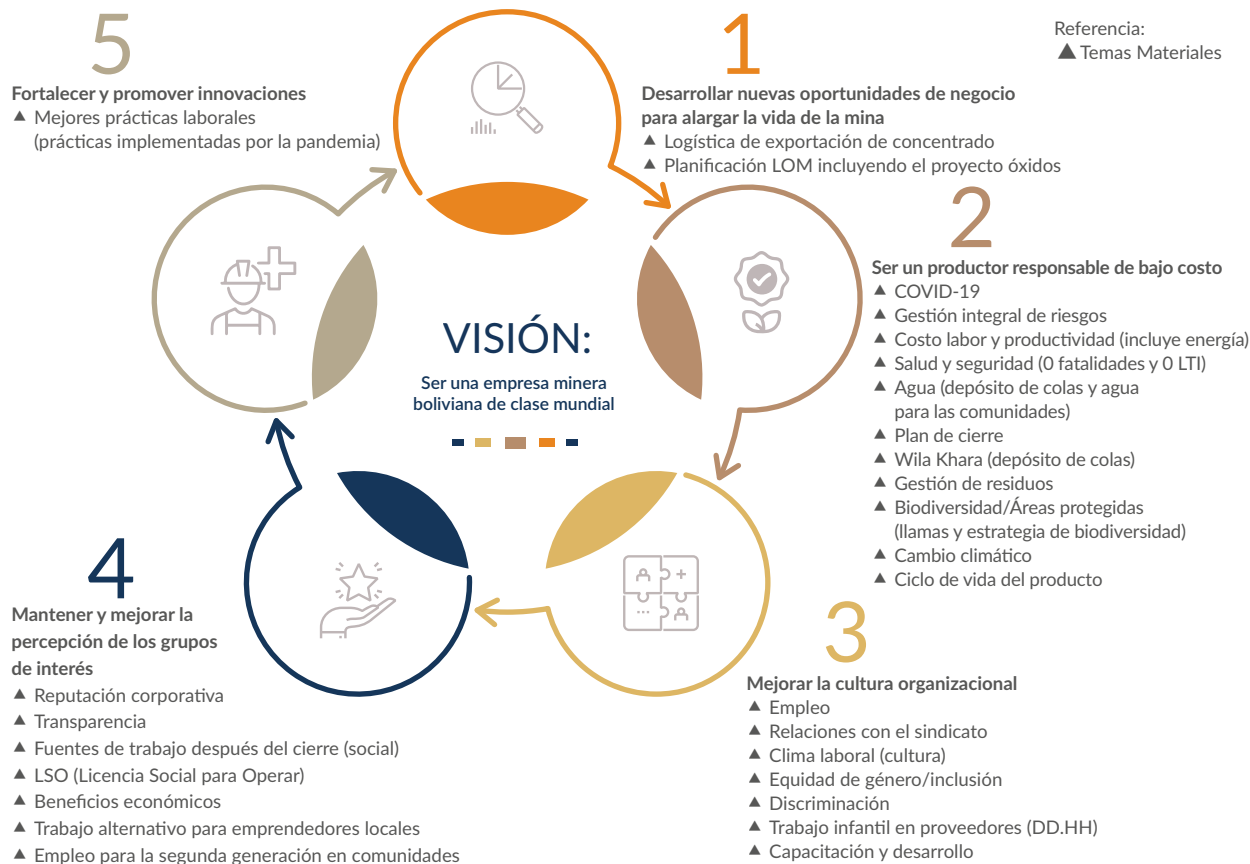 Referencia:
▲ Temas Materiales
1
Desarrollar nuevas oportunidades de negocio
para alargar la vida de la mina
▲ Logística de exportación de concentrado
▲ Planificación LOM incluyendo el proyecto óxidos
2
Ser un productor responsable de bajo costo
▲ COVID-19
▲ Gestión integral de riesgos
▲ Costo labor y productividad (incluye energía)
▲ Salud y seguridad (0 fatalidades y 0 LTI)
▲ Agua (depósito de colas y agua
para las comunidades)
▲ Plan de cierre
▲ Wila Khara (depósito de colas)
▲ Gestión de residuos
▲ Biodiversidad/Áreas protegidas
(llamas y estrategia de biodiversidad)
▲ Cambio climático
▲ Ciclo de vida del producto
3
Mejorar la cultura organizacional
▲ Empleo
▲ Relaciones con el sindicato
▲ Clima laboral (cultura)
▲ Equidad de género/inclusión
▲ Discriminación
▲ Trabajo infantil en proveedores (DD.HH)
▲ Capacitación y desarrollo
4
Mantener y mejorar la
percepción de los grupos
de interés
▲ Reputación corporativa
▲ Transparencia
▲ Fuentes de trabajo después del cierre (social)
▲ LSO (Licencia Social para Operar)
▲ Beneficios económicos
▲ Trabajo alternativo para emprendedores locales
▲ Empleo para la segunda generación en comunidades
5
Fortalecer y promover innovaciones
▲ Mejores prácticas laborales
(prácticas implementadas por la pandemia)
VISIÓN:
Ser una empresa minera
boliviana de clase mundial